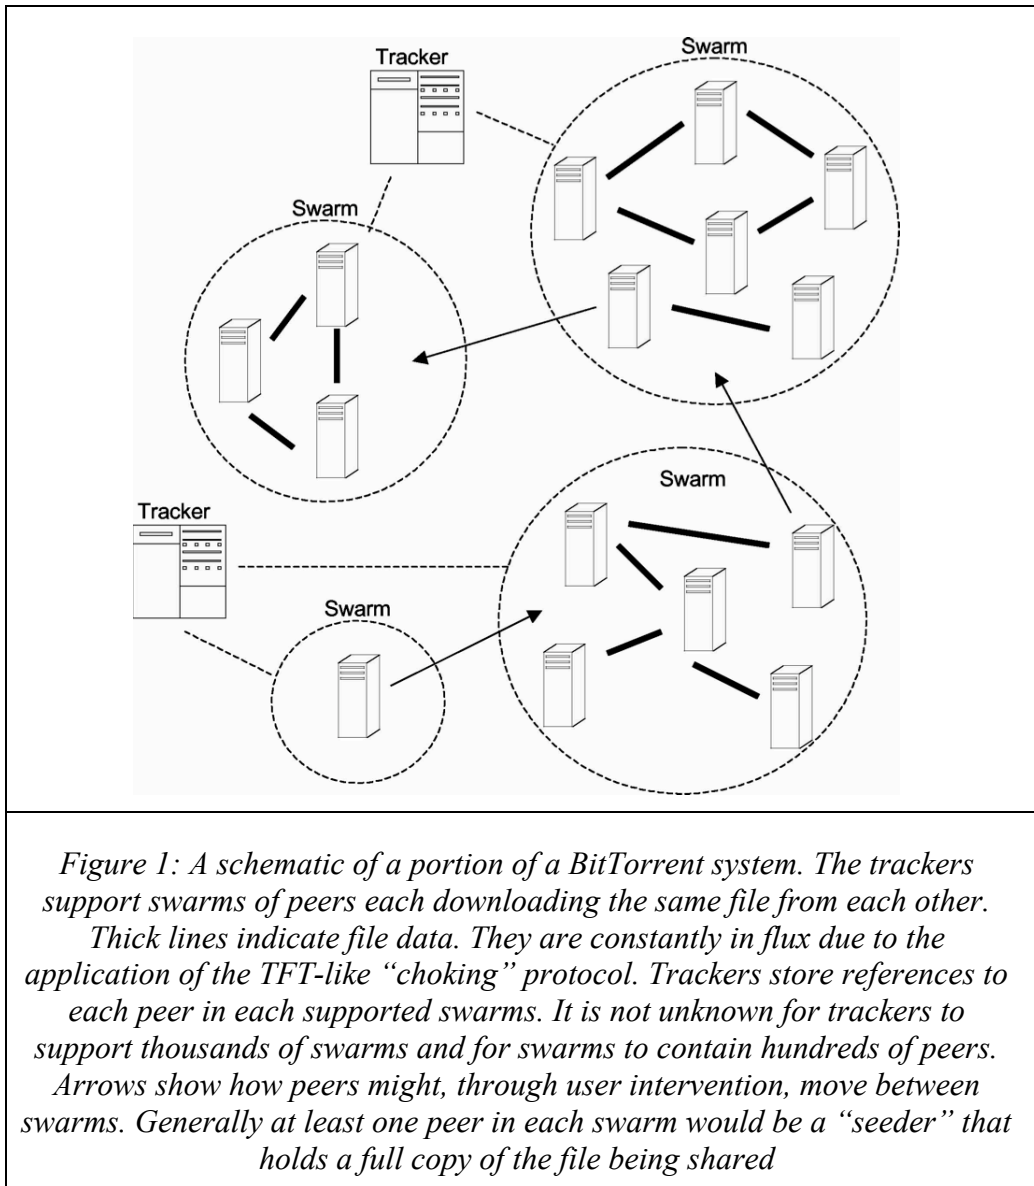 Tracker
Swarm
Swarm
Swarm
Tracker
Swarm
Figure 1: A schematic of a portion of a BitTorrent system. The trackers
support swarms of peers each downloading the same file from each other.
Thick lines indicate file data. They are constantly in flux due to the
application of the TFT-like “choking” protocol. Trackers store references to
each peer in each supported swarms. It is not unknown for trackers to
support thousands of swarms and for swarms to contain hundreds of peers.
Arrows show how peers might, through user intervention, move between
swarms. Generally at least one peer in each swarm would be a “seeder” that
holds a full copy of the file being shared